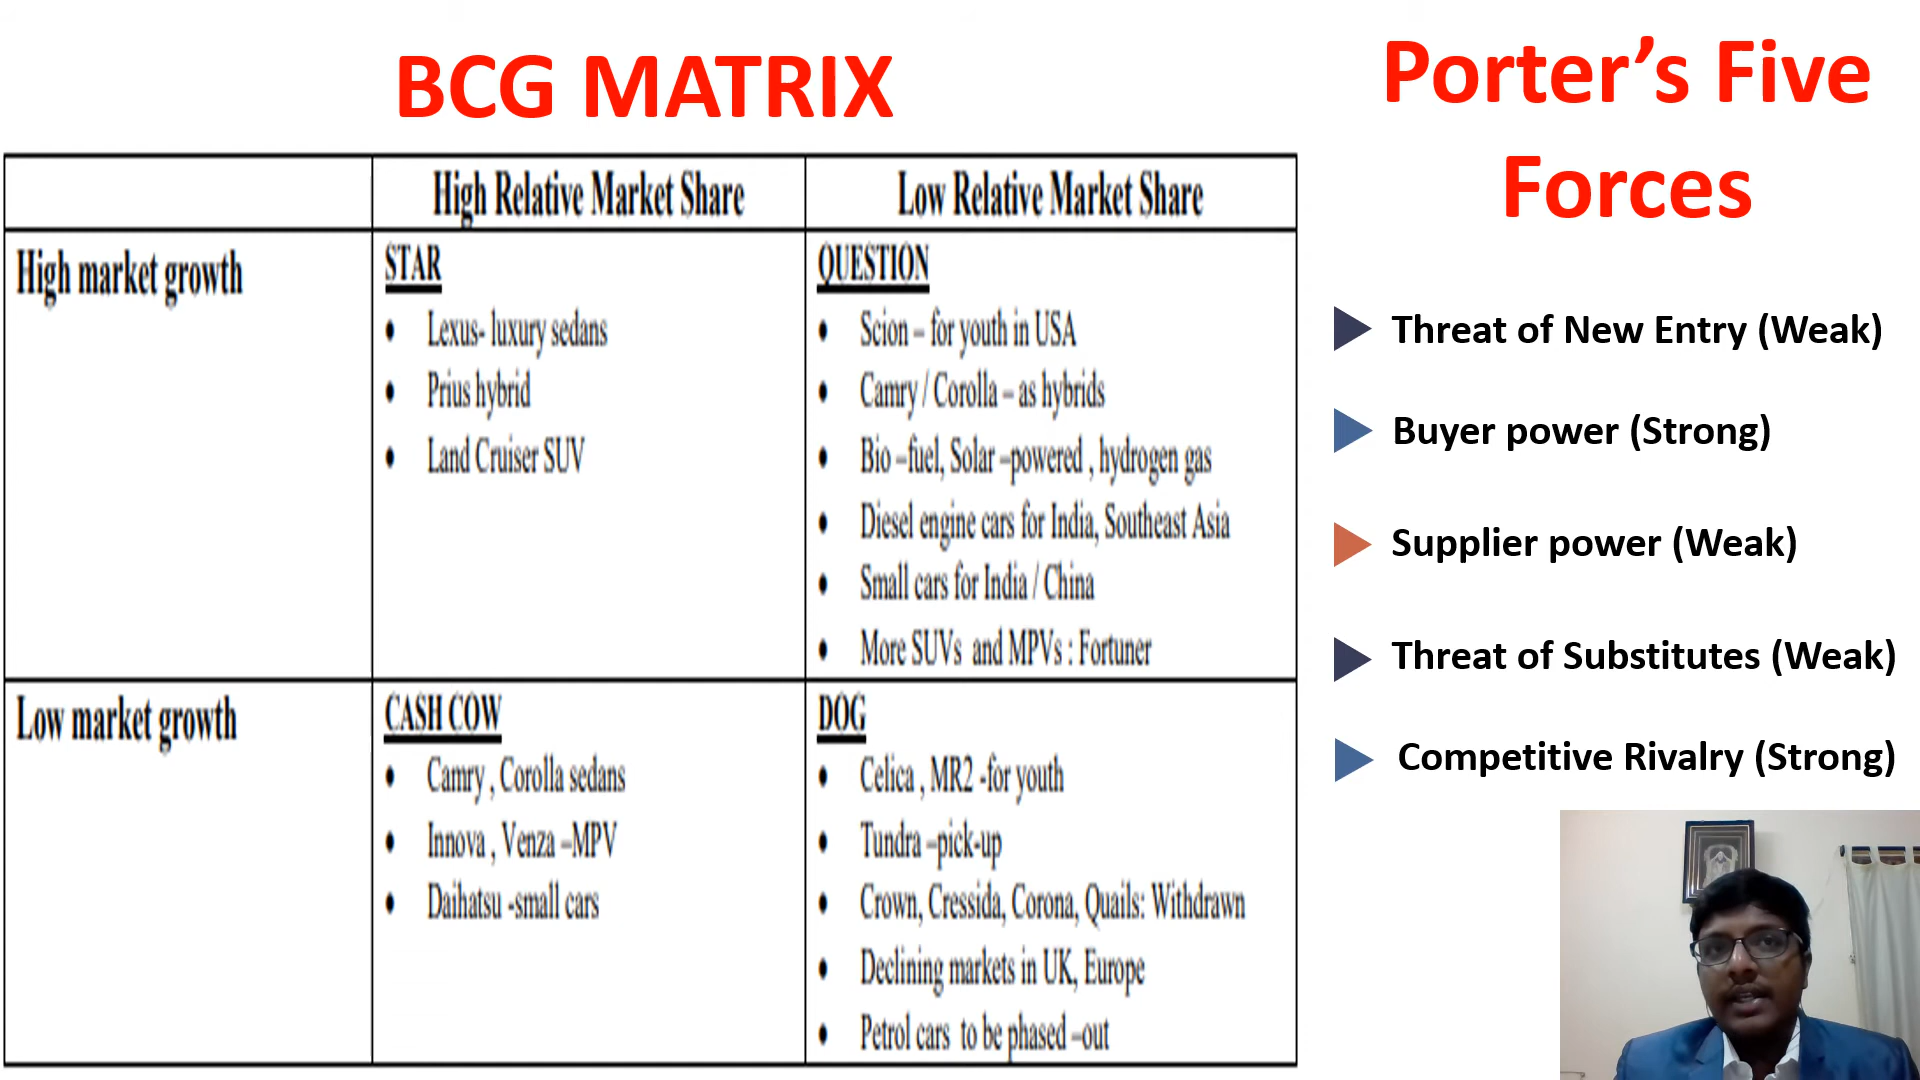 BCG MATRIX
High Relative Market Share
Low Relative Market Share
High market growth
STAR
• Lexus- luxury sedans
• Prius hybrid
• Land Cruiser SUV
QUESTION
• Scion – for youth in USA
• Camry / Corolla – as hybrids
• Bio –fuel, Solar –powered , hydrogen gas
• Diesel engine cars for India, Southeast Asia
• Small cars for India / China
• More SUVs and MPVs : Fortuner
Low market growth
CASH COW
• Camry , Corolla sedans
• Innova , Venza –MPV
• Daihatsu -small cars
DOG
• Celica , MR2 -for youth
• Tundra –pick-up
• Crown, Cressida, Corona, Quails: Withdrawn
• Declining markets in UK, Europe
• Petrol cars to be phased –out
Porter’s Five
Forces
Threat of New Entry (Weak)
Buyer power (Strong)
Supplier power (Weak)
Threat of Substitutes (Weak)
Competitive Rivalry (Strong)